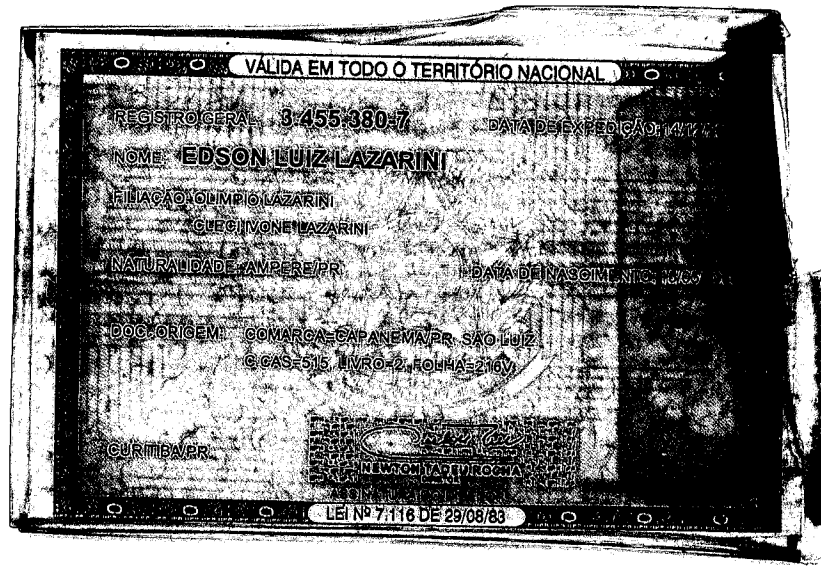 VÁLIDA EM TODO O TERRITÓRIO NACIONAL
REGISTRO GERAL: 3.455.380-7 DATA DE EXPEDIÇÃO: 14/12/
NOME: EDSON LUIZ LAZARINI
FILIAÇÃO: OLIMPIO LAZARINI
CLECI IVONE LAZARINI
NATURALIDADE: AMPERE/PR DATA DE NASCIMENTO:
DOC. ORIGEM: COMARCA=CAPANEMA/PR, SÃO LUIZ
C.CAS=515, LIVRO=2, FOLHA=216V
CURITIBA/PR
NEWTON TADEU ROCHA
LEI Nº 7.116 DE 29/08/83